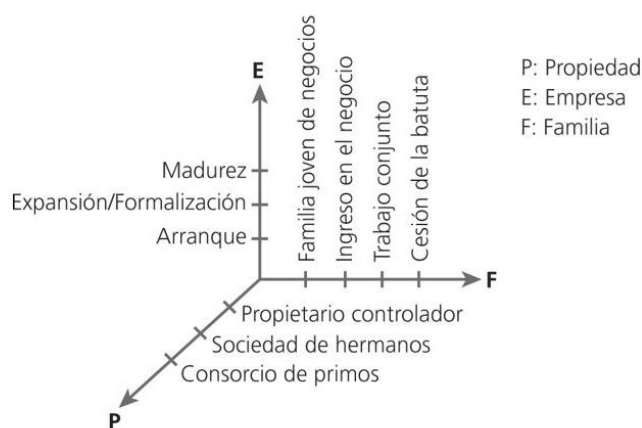 E
P: Propiedad
E: Empresa
F: Familia
Madurez
Expansión/Formalización
Arranque
Familia joven de negocios
Ingreso en el negocio
Trabajo conjunto
Cesión de la batuta
F
Propietario controlador
Sociedad de hermanos
Consorcio de primos
P